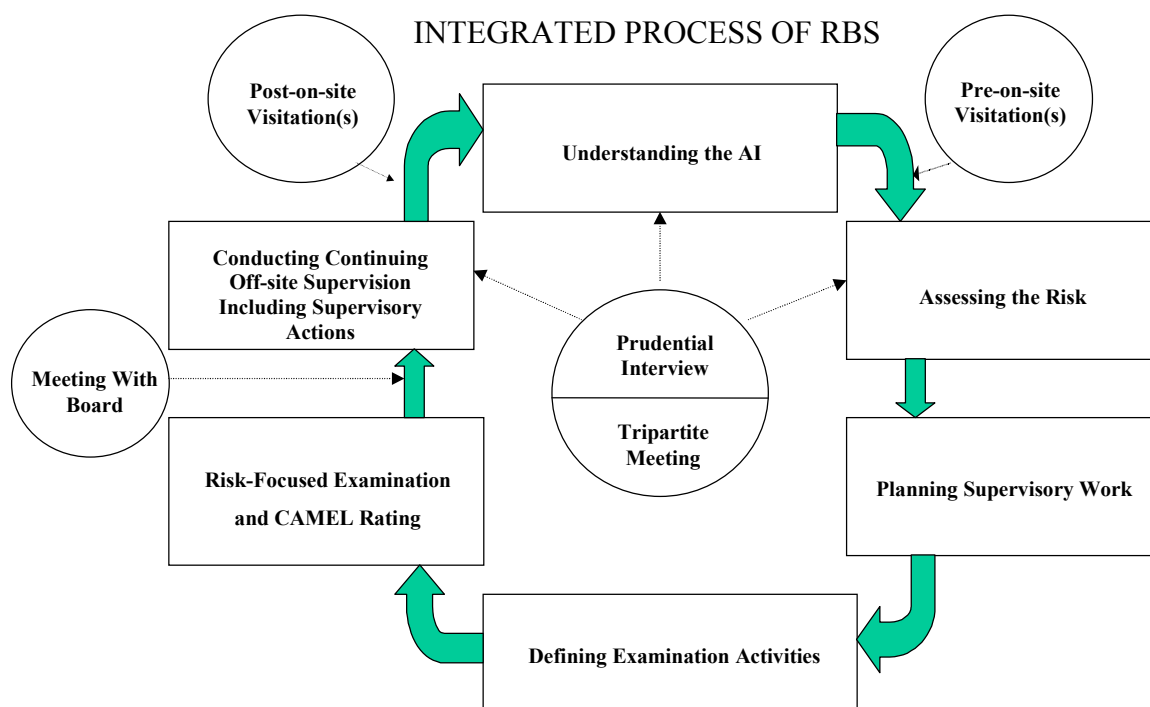 INTEGRATED PROCESS OF RBS
Post-on-site
Visitation(s)
Pre-on-site
Visitation(s)
Understanding the AI
Conducting Continuing
Off-site Supervision
Including Supervisory
Actions
Assessing the Risk
Prudential
Interview
Tripartite
Meeting
Meeting With
Board
Risk-Focused Examination
and CAMEL Rating
Planning Supervisory Work
Defining Examination Activities